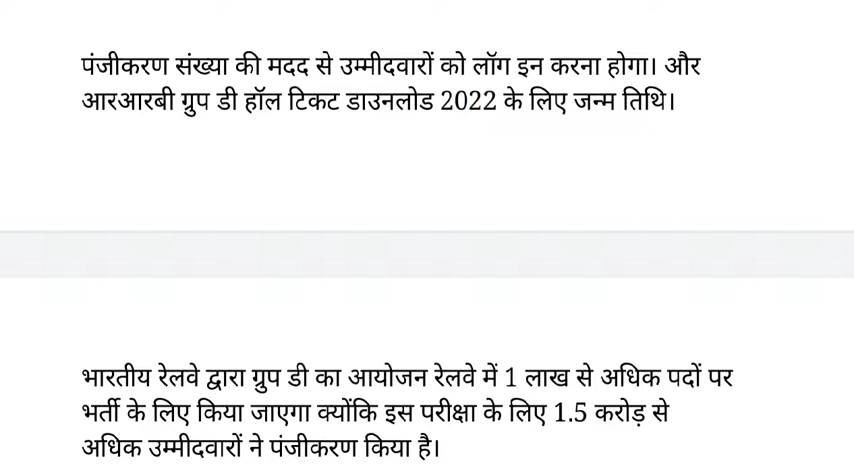 पंजीकरण संख्या की मदद से उम्मीदवारों को लॉग इन करना होगा। और
आरआरबी ग्रुप डी हॉल टिकट डाउनलोड 2022 के लिए जन्म तिथि।
भारतीय रेलवे द्वारा ग्रुप डी का आयोजन रेलवे में 1 लाख से अधिक पदों पर
भर्ती के लिए किया जाएगा क्योंकि इस परीक्षा के लिए 1.5 करोड़ से
अधिक उम्मीदवारों ने पंजीकरण किया है।